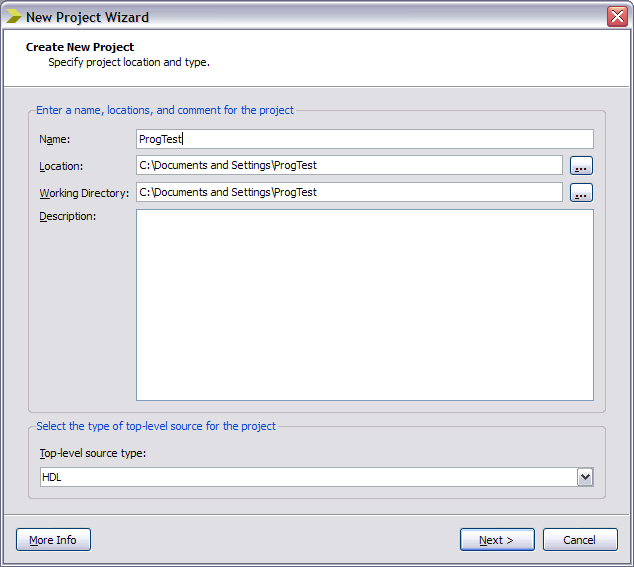 New Project Wizard
Create New Project
Specify project location and type.
Enter a name, locations, and comment for the project
Name: ProgTest
Location: C:\Documents and Settings\ProgTest ...
Working Directory: C:\Documents and Settings\ProgTest ...
Description:
Select the type of top-level source for the project
Top-level source type:
HDL
More Info Next > Cancel